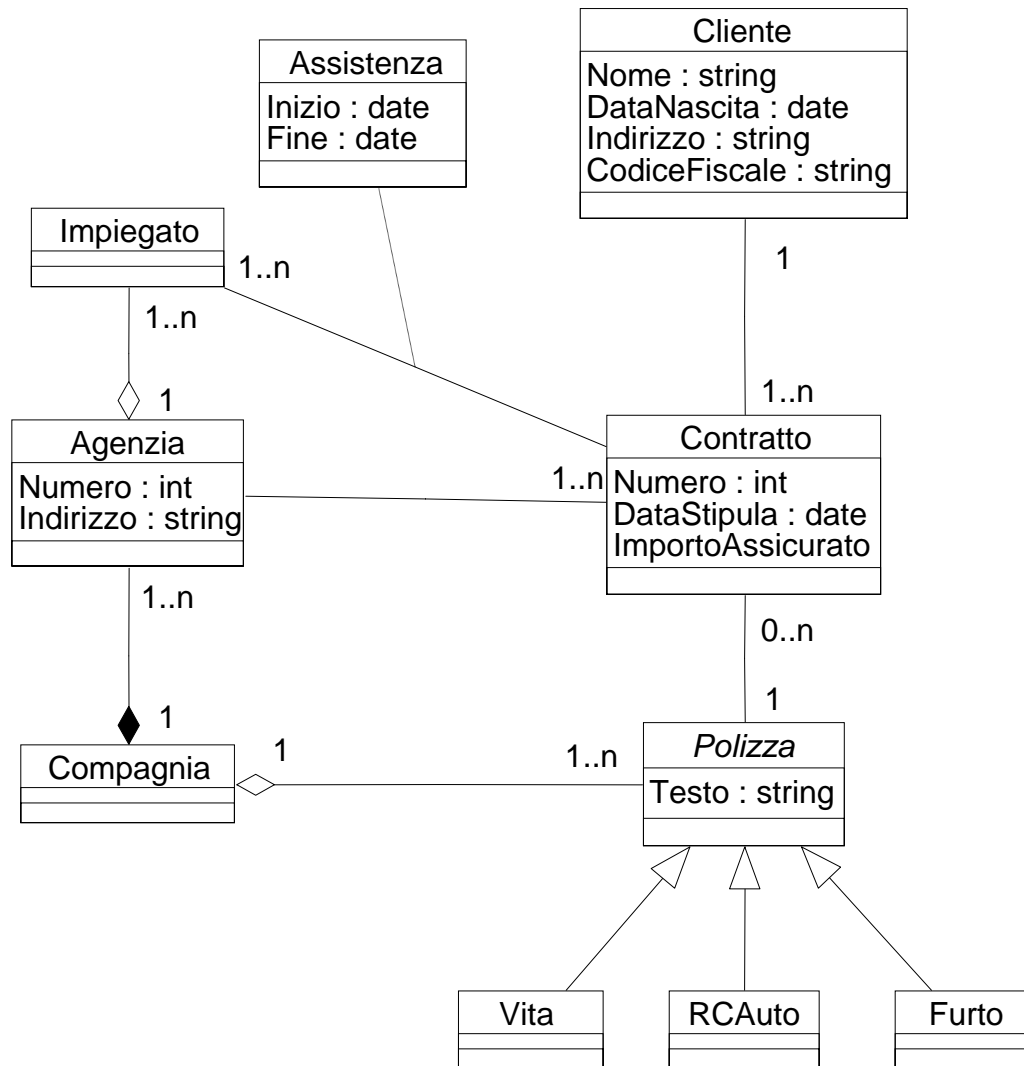 Cliente
Nome : string
DataNascita : date
Indirizzo : string
CodiceFiscale : string
Assistenza
Inizio : date
Fine : date
Impiegato
1..n
1
1..n
1
1..n
Agenzia
Numero : int
Indirizzo : string
1..n
Contratto
Numero : int
DataStipula : date
ImportoAssicurato
1..n
0..n
1
1
Compagnia
1
1..n
Polizza
Testo : string
Vita
RCAuto
Furto